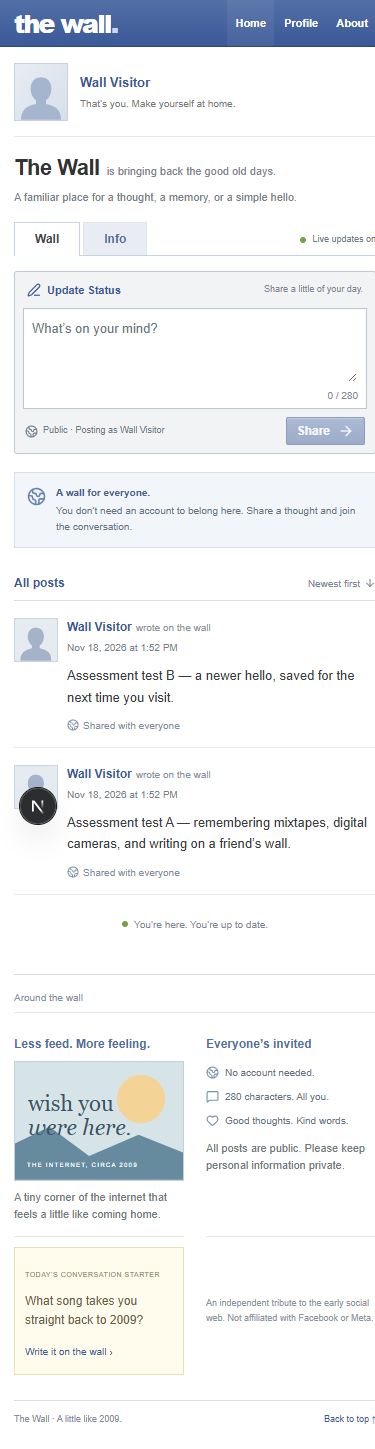 the wall.
Home Profile About
Wall Visitor
That's you. Make yourself at home.
The Wall is bringing back the good old days.
A familiar place for a thought, a memory, or a simple hello.
Wall Info Live updates on
Update Status Share a little of your day.
What's on your mind?
0 / 280
Public · Posting as Wall Visitor Share →
A wall for everyone.
You don't need an account to belong here. Share a thought and join
the conversation.
All posts Newest first ↓
Wall Visitor wrote on the wall
Nov 18, 2026 at 1:52 PM
Assessment test B — a newer hello, saved for the
next time you visit.
Shared with everyone
Wall Visitor wrote on the wall
Nov 18, 2026 at 1:52 PM
N
Assessment test A — remembering mixtapes, digital
cameras, and writing on a friend's wall.
Shared with everyone
You're here. You're up to date.
Around the wall
Less feed. More feeling.
wish you
were here.
THE INTERNET, CIRCA 2009
A tiny corner of the internet that
feels a little like coming home.
Everyone's invited
No account needed.
280 characters. All you.
Good thoughts. Kind words.
All posts are public. Please keep
personal information private.
TODAY'S CONVERSATION STARTER
What song takes you
straight back to 2009?
Write it on the wall ›
An independent tribute to the early social
web. Not affiliated with Facebook or Meta.
The Wall · A little like 2009. Back to top ↑